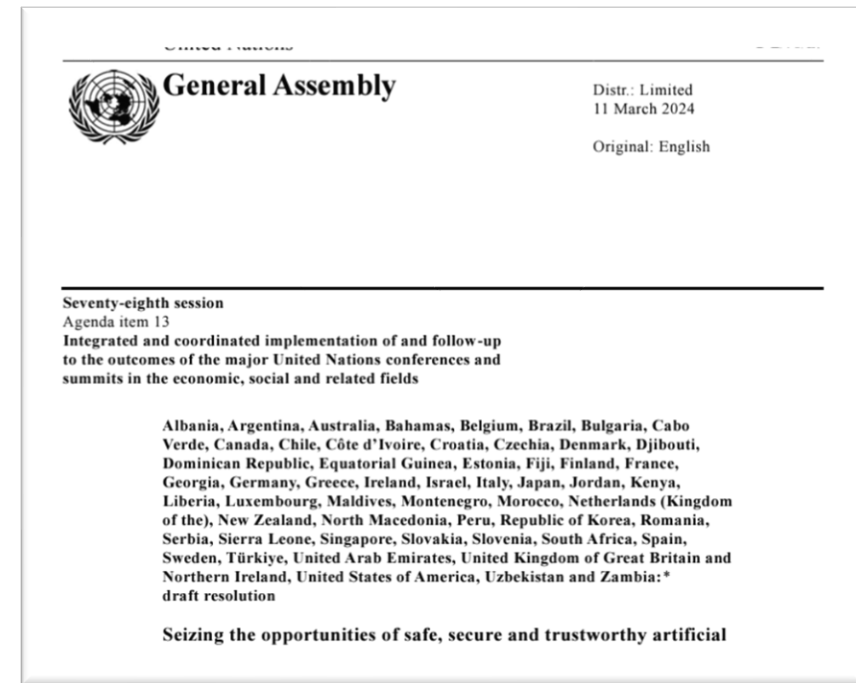 General Assembly
Distr.: Limited
11 March 2024
Original: English
Seventy-eighth session
Agenda item 13
Integrated and coordinated implementation of and follow-up
to the outcomes of the major United Nations conferences and
summits in the economic, social and related fields
Albania, Argentina, Australia, Bahamas, Belgium, Brazil, Bulgaria, Cabo
Verde, Canada, Chile, Côte d'Ivoire, Croatia, Czechia, Denmark, Djibouti,
Dominican Republic, Equatorial Guinea, Estonia, Fiji, Finland, France,
Georgia, Germany, Greece, Ireland, Israel, Italy, Japan, Jordan, Kenya,
Liberia, Luxembourg, Maldives, Montenegro, Morocco, Netherlands (Kingdom
of the), New Zealand, North Macedonia, Peru, Republic of Korea, Romania,
Serbia, Sierra Leone, Singapore, Slovakia, Slovenia, South Africa, Spain,
Sweden, Türkiye, United Arab Emirates, United Kingdom of Great Britain and
Northern Ireland, United States of America, Uzbekistan and Zambia:*
draft resolution
Seizing the opportunities of safe, secure and trustworthy artificial